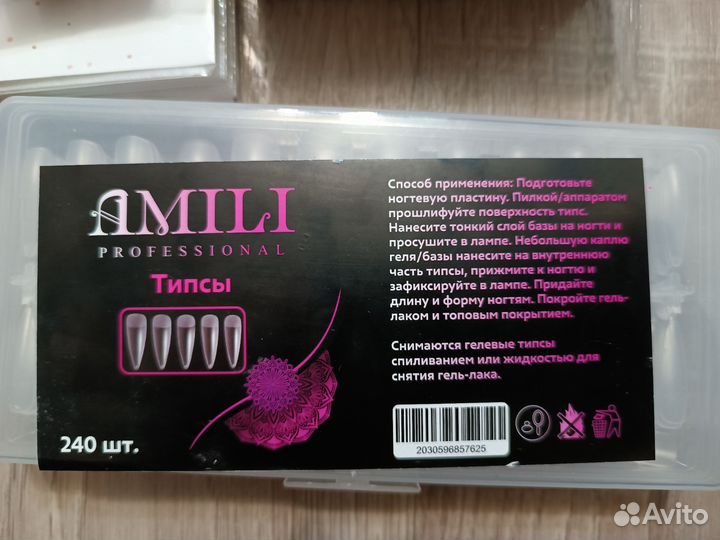 AMILI
PROFESSIONAL
Типсы
240 шт.
Способ применения: Подготовьте
ногтевую пластину. Пилкой/аппаратом
прошлифуйте поверхность типс.
Нанесите тонкий слой базы на ногти и
просушите в лампе. Небольшую каплю
геля/базы нанесите на внутреннюю
часть типсы, прижмите к ногтю и
зафиксируйте в лампе. Придайте
длину и форму ногтям. Покройте гель-
лаком и топовым покрытием.
Снимаются гелевые типсы
спиливанием или жидкостью для
снятия гель-лака.
2030596857625
Avito